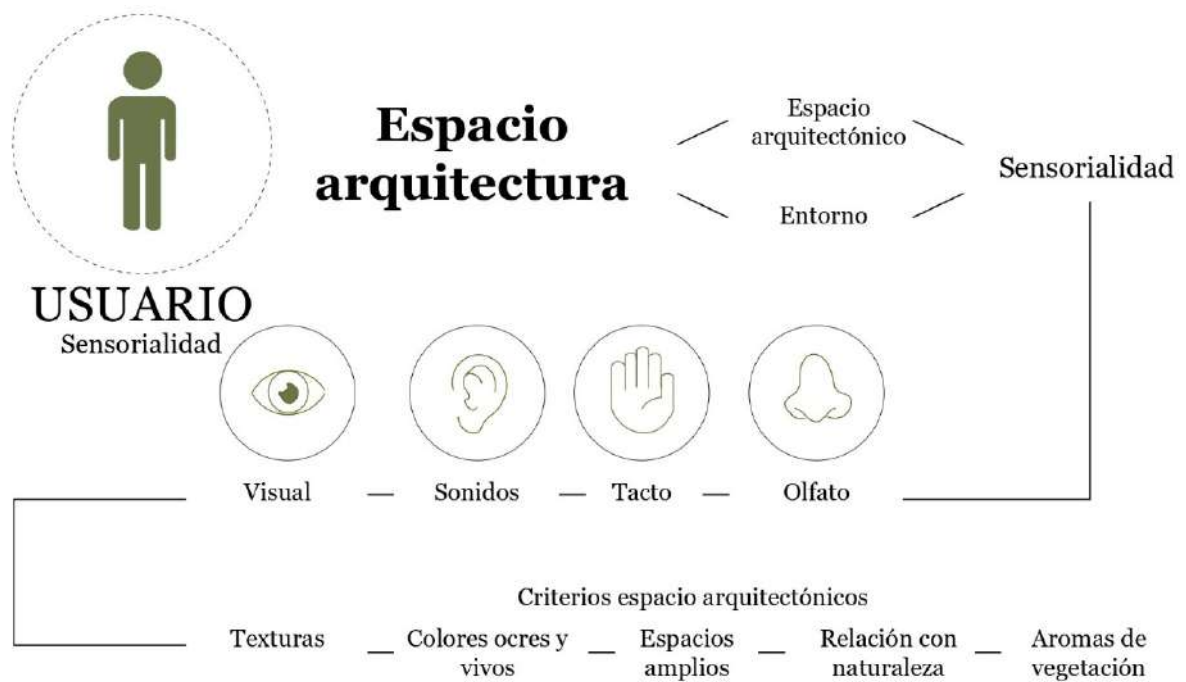 Espacio
arquitectura
Espacio
arquitectónico
Entorno
Sensorialidad
USUARIO
Sensorialidad
Visual
Sonidos
Tacto
Olfato
Criterios espacio arquitectónicos
Texturas
Colores ocres y
vivos
Espacios
amplios
Relación con
naturaleza
Aromas de
vegetación